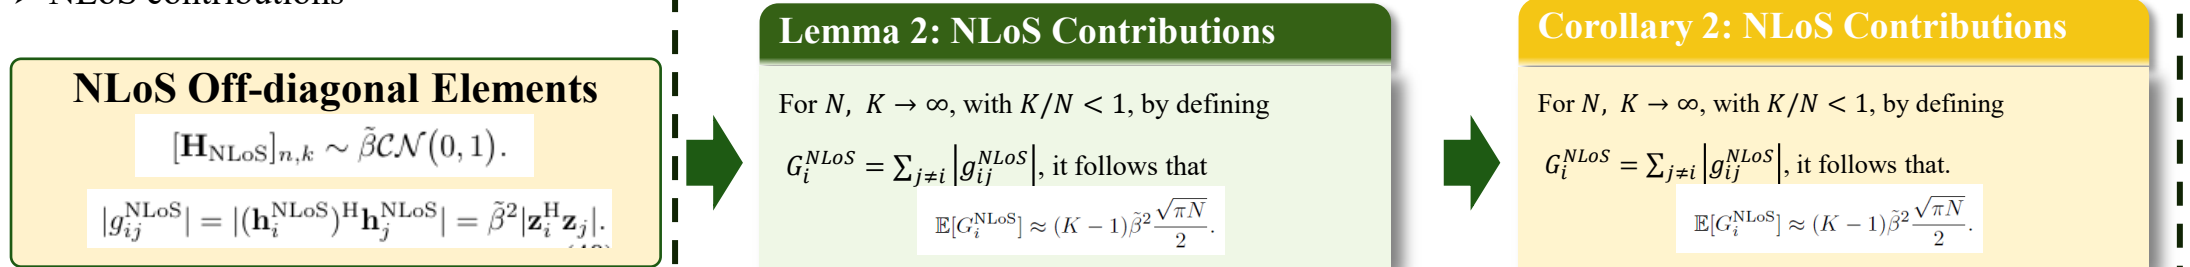 NLoS contributions
NLoS Off-diagonal Elements
[H_NLoS]_{n,k} ∼ β̃𝒞𝒩(0, 1).
|g_{ij}^{NLoS}| = |(h_i^{NLoS})^H h_j^{NLoS}| = β̃²|z_i^H z_j|.
Lemma 2: NLoS Contributions
For N, K → ∞, with K/N < 1, by defining
G_i^{NLoS} = ∑_{j≠i} |g_{ij}^{NLoS}|, it follows that
𝔼[G_i^{NLoS}] ≈ (K − 1)β̃² √(πN)/2.
Corollary 2: NLoS Contributions
For N, K → ∞, with K/N < 1, by defining
G_i^{NLoS} = ∑_{j≠i} |g_{ij}^{NLoS}|, it follows that.
𝔼[G_i^{NLoS}] ≈ (K − 1)β̃² √(πN)/2.